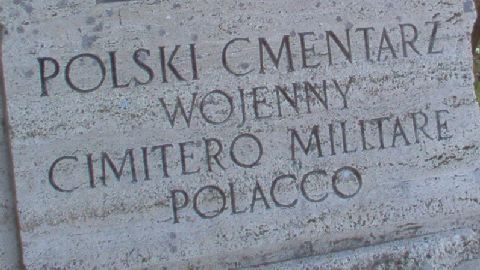 POLSKI CMENTARZ
WOJENNY
CIMITERO MILITARE
POLACCO